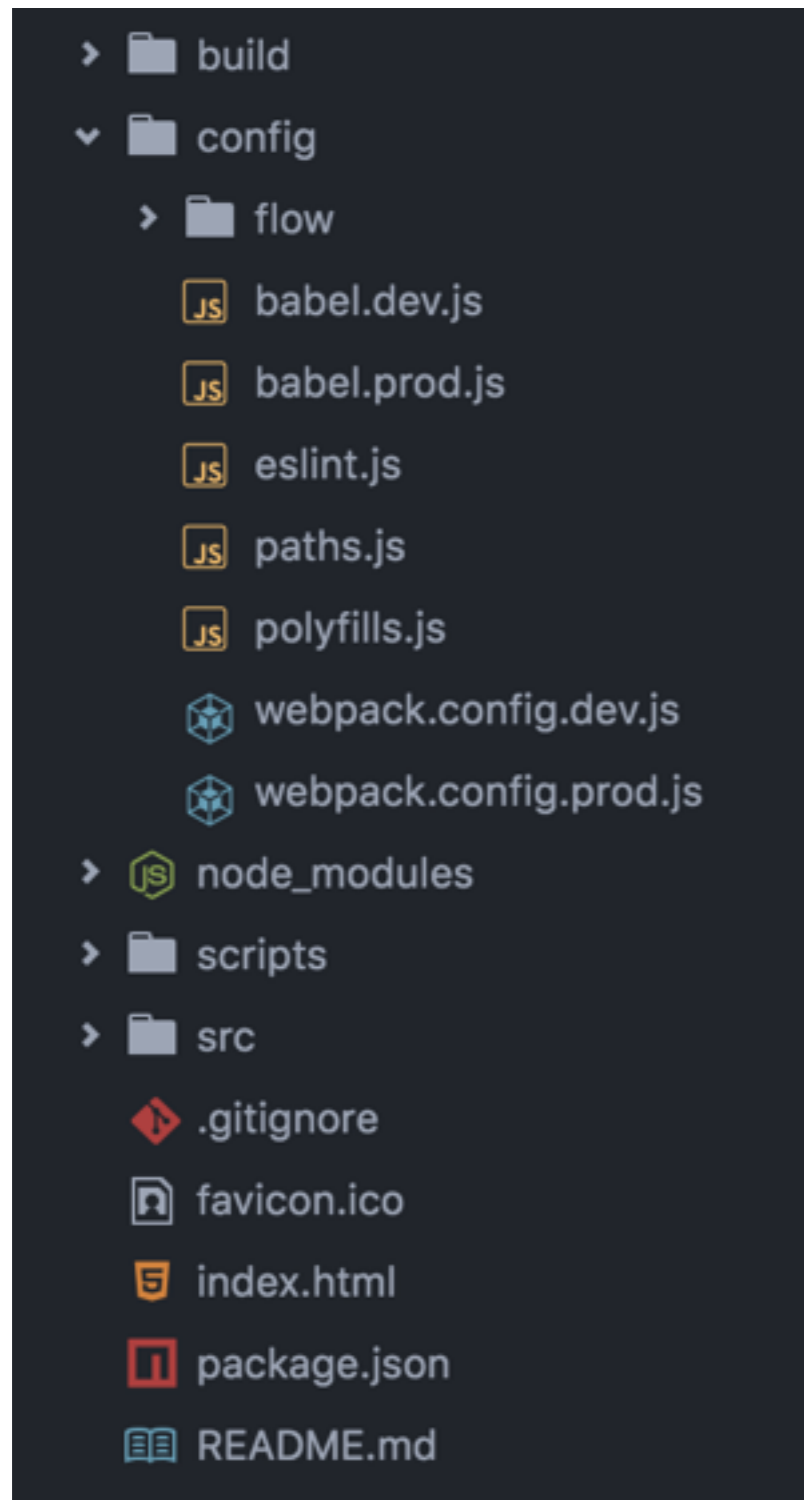 build
config
flow
babel.dev.js
babel.prod.js
eslint.js
paths.js
polyfills.js
webpack.config.dev.js
webpack.config.prod.js
node_modules
scripts
src
.gitignore
favicon.ico
index.html
package.json
README.md